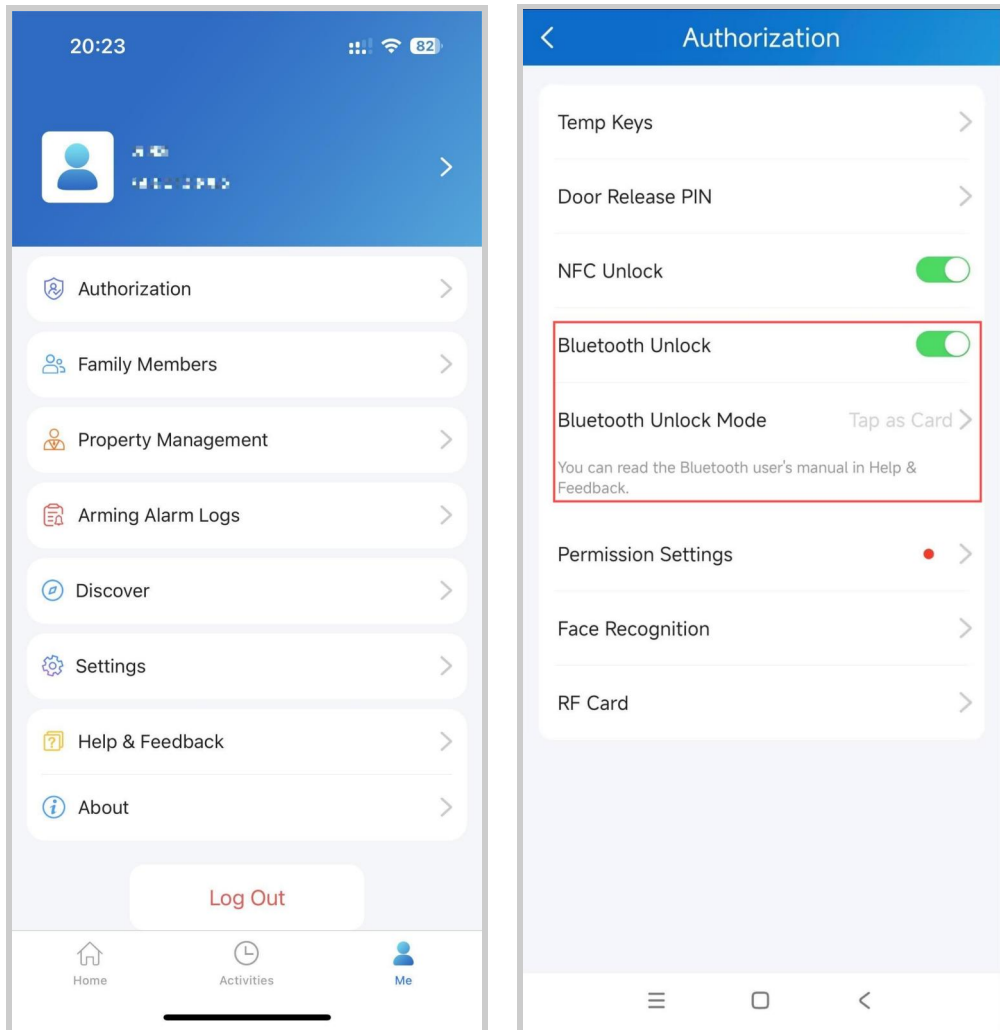 20:23
82
Authorization
Family Members
Property Management
Arming Alarm Logs
Discover
Settings
Help & Feedback
About
Log Out
Home
Activities
Me
Authorization
Temp Keys
Door Release PIN
NFC Unlock
Bluetooth Unlock
Bluetooth Unlock Mode
Tap as Card
You can read the Bluetooth user's manual in Help &
Feedback.
Permission Settings
Face Recognition
RF Card